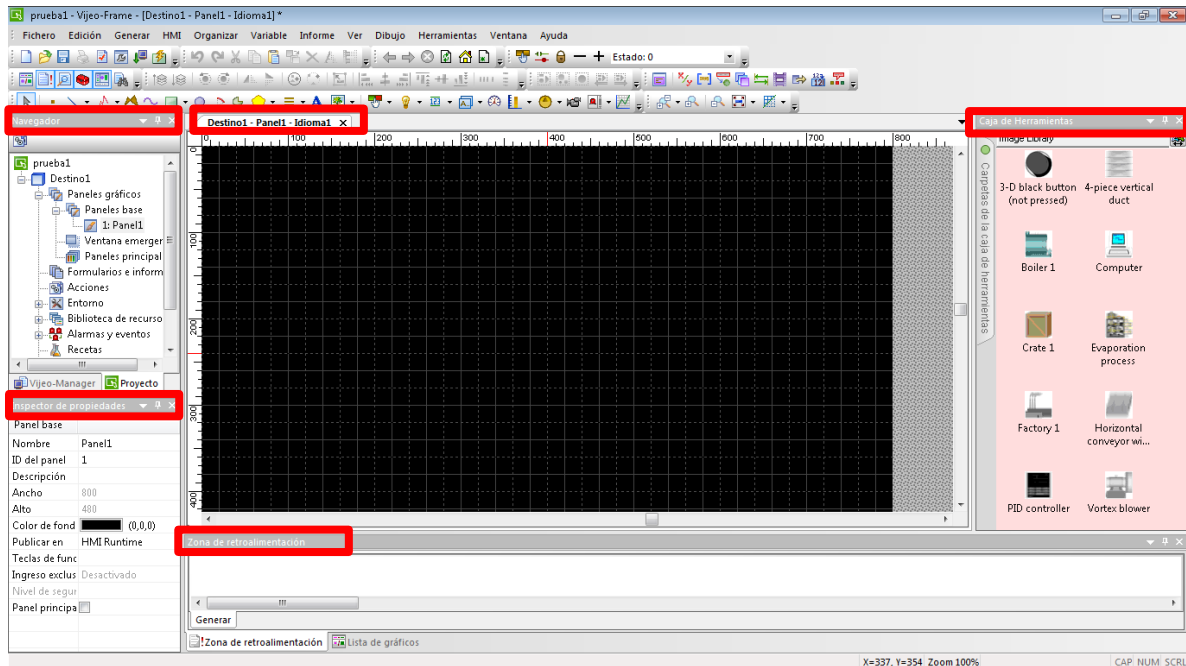 prueba1 - Vijeo-Frame - [Destino1 - Panel1 - Idioma1] *
Fichero Edición Generar HMI Organizar Variable Informe Ver Dibujo Herramientas Ventana Ayuda
Estado: 0
Navegador
prueba1
Destino1
Paneles gráficos
Paneles base
1: Panel1
Ventana emerger
Paneles principal
Formularios e inform
Acciones
Entorno
Biblioteca de recurso
Alarmas y eventos
Recetas
Vijeo-Mana
Proyecto
Inspector de propiedades
Panel base
Nombre Panel1
ID del panel 1
Descripción
Ancho 800
Alto 480
Color de fond (0,0,0)
Publicar en HMI Runtime
Teclas de func
Ingreso exclus Desactivado
Nivel de segur
Panel principa
Destino1 - Panel1 - Idioma1 x
0 100 200 300 400 500 600 700 800
0
100
200
300
400
Zona de retroalimentación
Generar
Zona de retroalimentación
Lista de gráficos
Caja de Herramientas
Image Library
Carpetas de la caja de herramientas
3-D black button
(not pressed)
4-piece vertical
duct
Boiler 1
Computer
Crate 1
Evaporation
process
Factory 1
Horizontal
conveyor wi...
PID controller
Vortex blower
X=337, Y=354 Zoom 100%
CAP NUM SCRL